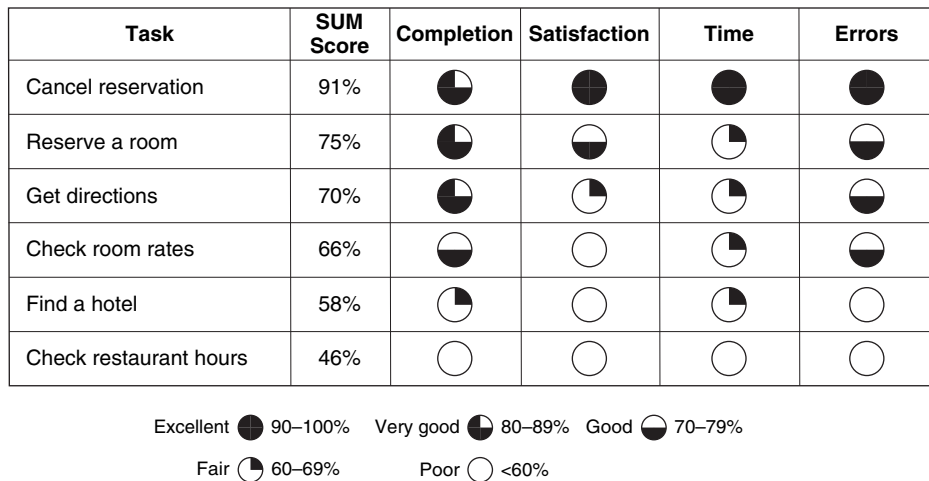 Task SUM Score Completion Satisfaction Time Errors
Cancel reservation 91%
Reserve a room 75%
Get directions 70%
Check room rates 66%
Find a hotel 58%
Check restaurant hours 46%
Excellent 90–100% Very good 80–89% Good 70–79%
Fair 60–69% Poor <60%